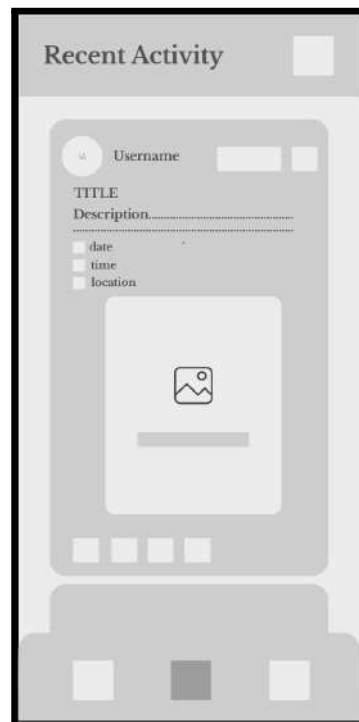 Recent Activity
Username
TITLE
Description....................................................
................................................................................
date
time
location